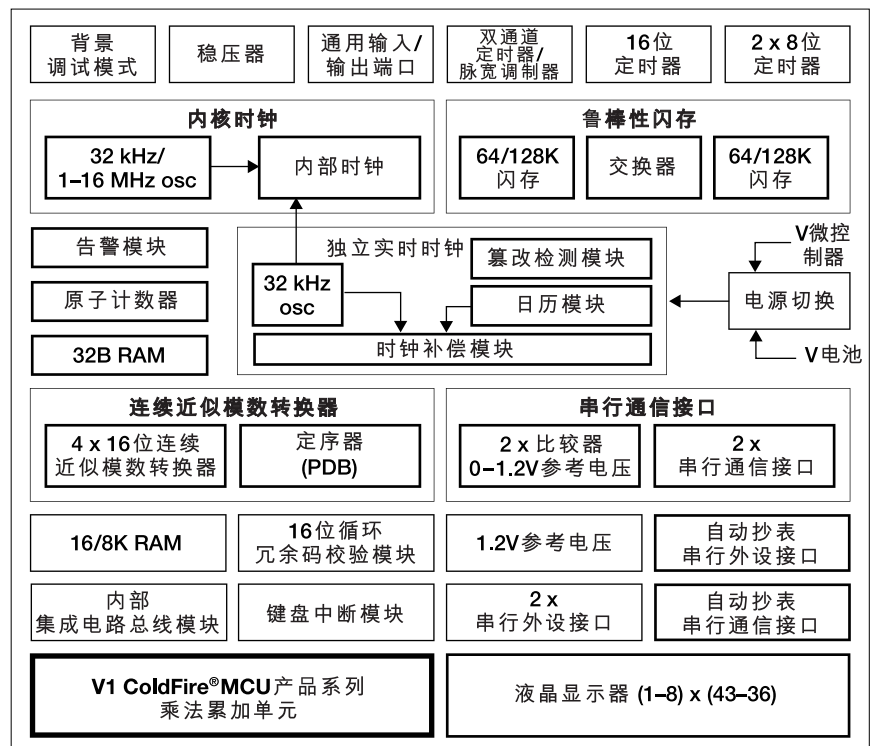 背景
调试模式
稳压器
通用输入/
输出端口
双通道
定时器/
脉宽调制器
16位
定时器
2 x 8位
定时器
内核时钟
32 kHz/
1–16 MHz osc
内部时钟
鲁棒性闪存
64/128K
闪存
交换器
64/128K
闪存
告警模块
原子计数器
32B RAM
独立实时时钟
篡改检测模块
32 kHz
osc
日历模块
时钟补偿模块
V微控
制器
电源切换
V电池
连续近似模数转换器
4 x 16位连续
近似模数转换器
定序器
(PDB)
串行通信接口
2 x 比较器
0–1.2V参考电压
2 x
串行通信接口
16/8K RAM
16位循环
冗余码校验模块
1.2V参考电压
自动抄表
串行外设接口
内部
集成电路总线模块
键盘中断模块
2 x
串行外设接口
自动抄表
串行通信接口
V1 ColdFire®MCU产品系列
乘法累加单元
液晶显示器 (1–8) x (43–36)